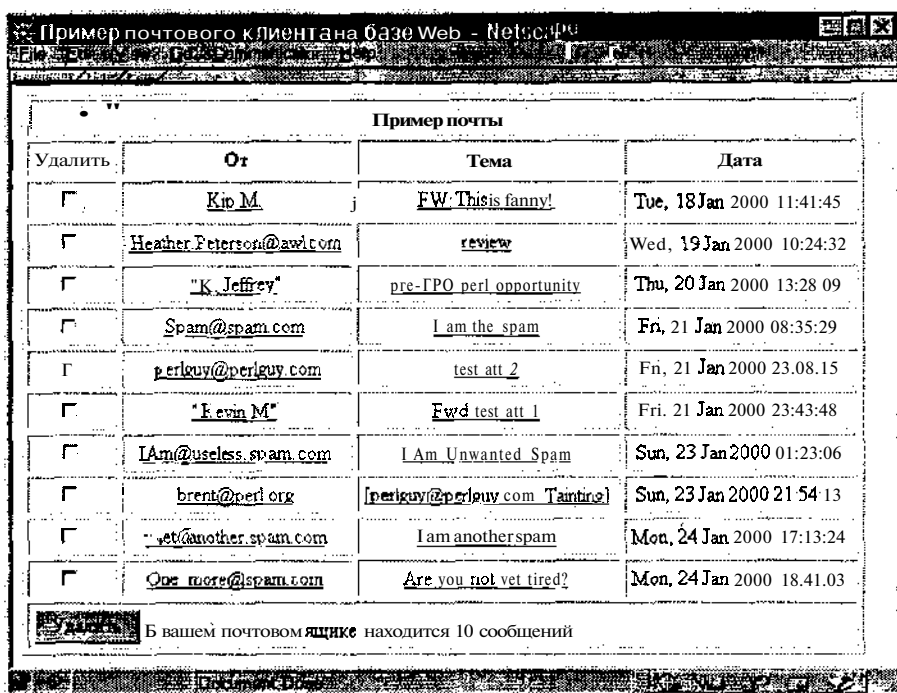 Пример почтового клиента на базе Web -
Пример почты
Удалить От Тема Дата
Kip M. FW: This is fanny! Tue, 18 Jan 2000 11:41:45
Heather.Peterson@awl.com review Wed, 19 Jan 2000 10:24:32
"K. Jeffrey" pre-ГРО perl opportunity Thu, 20 Jan 2000 13:28 09
Spam@spam.com I am the spam Fri, 21 Jan 2000 08:35:29
perlguy@perlguy.com test att 2 Fri, 21 Jan 2000 23.08.15
"Kevin M" Fwd test att 1 Fri. 21 Jan 2000 23:43:48
IAm@useless.spam.com I Am Unwanted Spam Sun, 23 Jan 2000 01:23:06
brent@perl org [perlguy@perlguy com Tainting] Sun, 23 Jan 2000 21 54 13
I am another spam Mon, 24 Jan 2000 17:13:24
One more@spam.com Are you not yet tired? Mon, 24 Jan 2000 18.41.03
Удалить Б вашем почтовом ящике находится 10 сообщений
Document Done